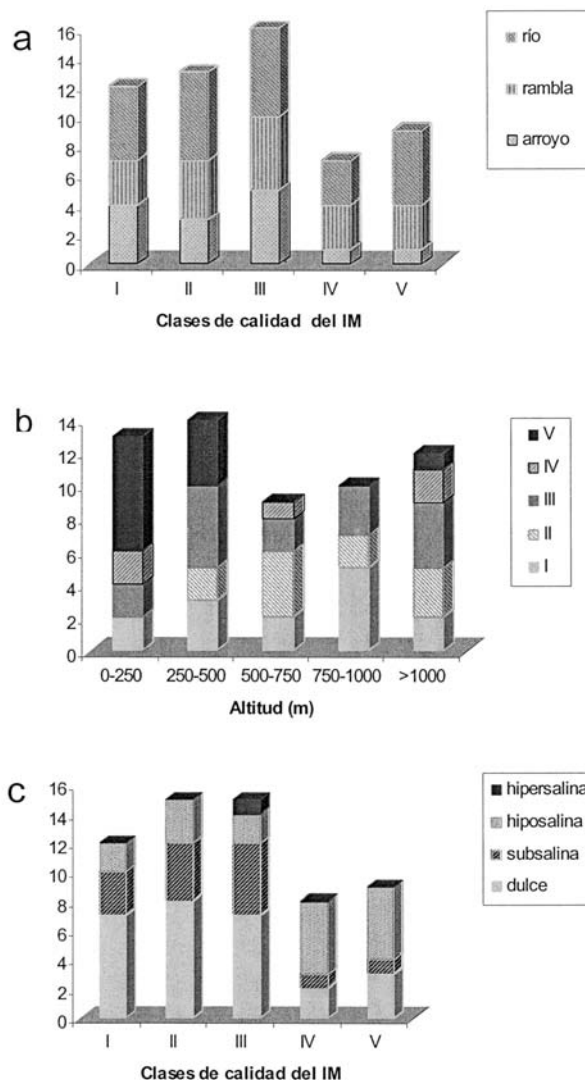 a
16
14
12
10
8
6
4
2
0
I II III IV V
Clases de calidad del IM
río
rambla
arroyo
b
14
12
10
8
6
4
2
0
0-250 250-500 500-750 750-1000 >1000
Altitud (m)
V
IV
III
II
I
c
16
14
12
10
8
6
4
2
0
I II III IV V
Clases de calidad del IM
hipersalina
hiposalina
subsalina
dulce